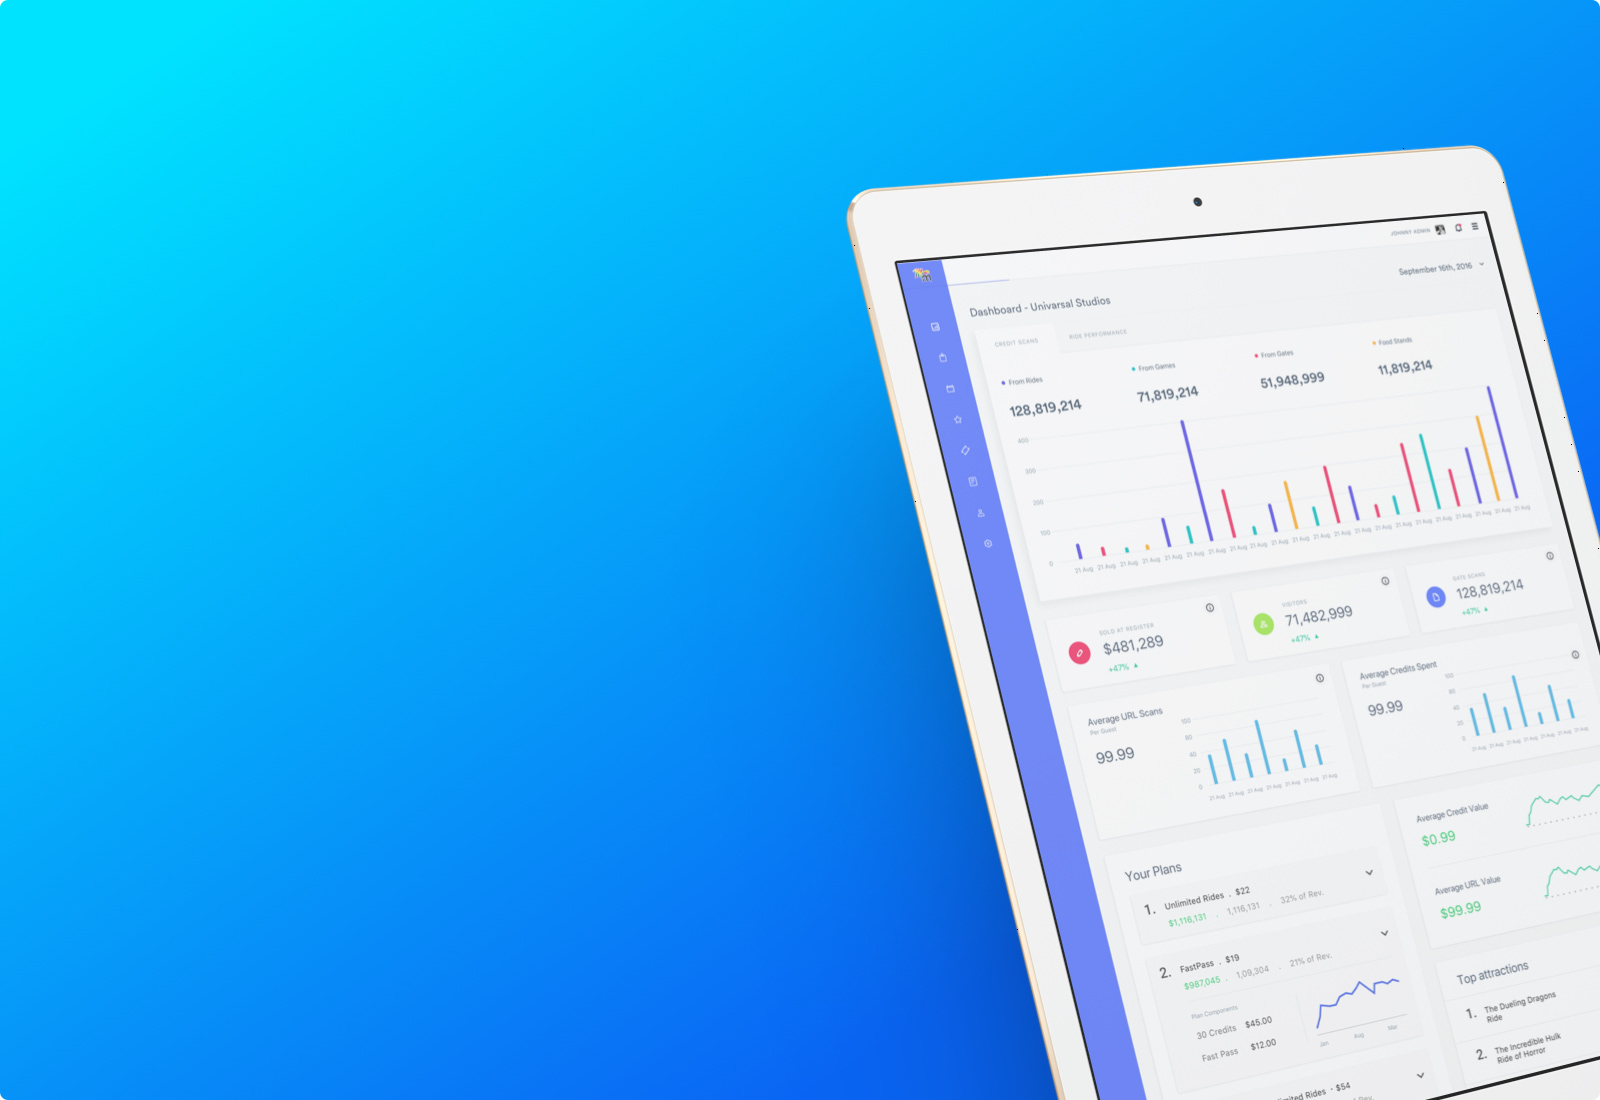 JOHNNY ADMIN
September 16th, 2016
Dashboard - Univarsal Studios
CREDIT SCANS
RIDE PERFORMANCE
From Rides
128,819,214
From Games
71,819,214
From Gates
51,948,999
Food Stands
11,819,214
400
300
200
100
0
21 Aug 21 Aug 21 Aug 21 Aug 21 Aug 21 Aug 21 Aug 21 Aug 21 Aug 21 Aug 21 Aug 21 Aug 21 Aug 21 Aug 21 Aug 21 Aug 21 Aug 21 Aug 21 Aug 21 Aug 21 Aug
SOLD AT REGISTER
$481,289
+47%
VISITORS
71,482,999
+47%
GATE SCANS
128,819,214
+47%
Average URL Scans
Per Guest
99.99
100
40
20
0
21 Aug 21 Aug 21 Aug 21 Aug 21 Aug 21 Aug 21 Aug
Average Credits Spent
Per Guest
99.99
100
40
20
0
21 Aug 21 Aug 21 Aug 21 Aug 21 Aug 21 Aug 21 Aug
Your Plans
1. Unlimited Rides . $22
$1,116,131 - 1,116,131 - 32% of Rev.
2. FastPass . $19
$987,045 - 1,09,304 - 21% of Rev.
Plan Components
30 Credits $45.00
Fast Pass $12.00
Jan Aug Mar
Rides - $54
Rev.
Average Credit Value
$0.99
Average URL Value
$99.99
Top attractions
1. The Dueling Dragons
Ride
2. The Incredible Hulk
Ride of Horror